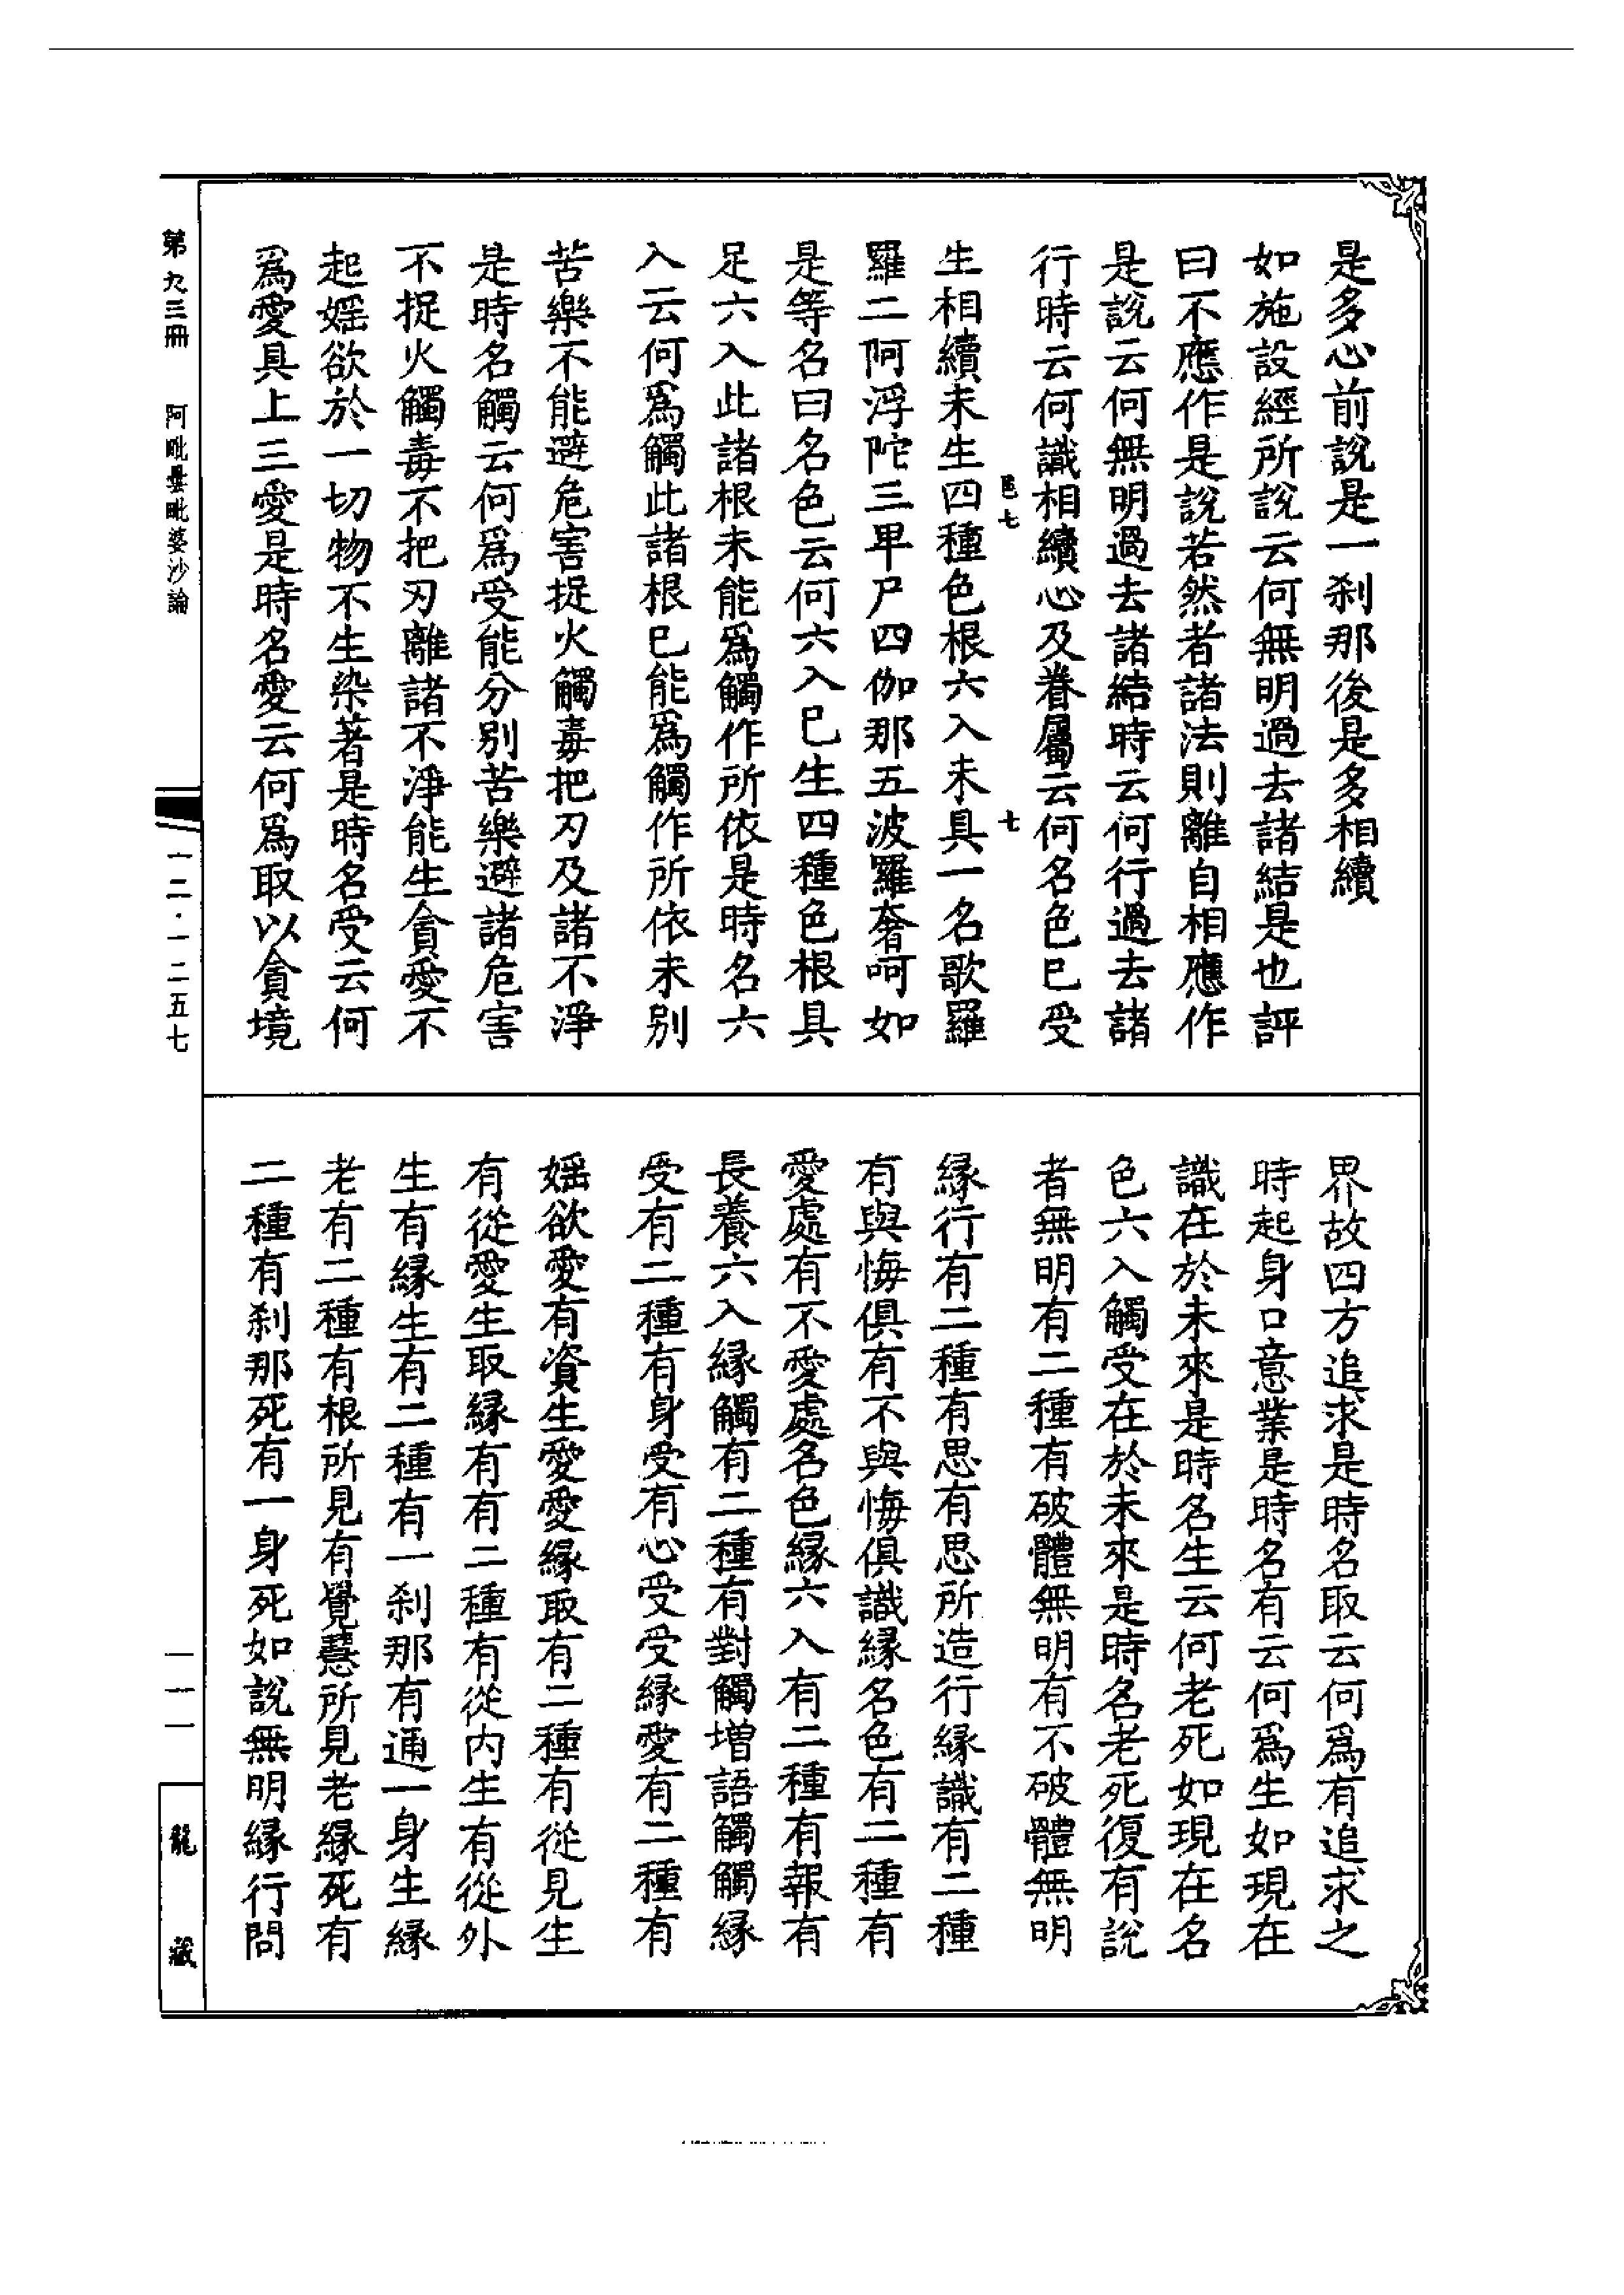 是多心前說是一刹那後是多相續
如施設經所說云何無明過去諸結是也評
曰不應作是說若然者諸法則離自相應作
是說云何無明過去諸結時云何行過去諸
行時云何識相續心及眷屬云何名色巳受
邑七 七
生相續未生四種色根六入未具一名歌羅
羅二阿浮陀三卑尸四伽那五波羅奢呵如
是等名曰名色云何六入巳生四種色根具
足六入此諸根未能爲觸作所依是時名六
入云何爲觸此諸根巳能爲觸作所依未別
苦樂不能避危害捉火觸毒把刃及諸不淨
是時名觸云何爲受能分別苦樂避諸危害
不捉火觸毒不把刃離諸不淨能生貪愛不
起婬欲於一切物不生染著是時名受云何
爲愛具上三愛是時名愛云何爲取以貪境
界故四方追求是時名取云何爲有追求之
時起身口意業是時名有云何爲生如現在
識在於未來是時名生云何老死如現在名
色六入觸受在於未來是時名老死復有說
者無明有二種有破體無明有不破體無明
緣行有二種有思有思所造行緣識有二種
有與悔俱有不與悔俱識緣名色有二種有
愛處有不愛處名色緣六入有二種有報有
長養六入緣觸有二種有對觸增語觸觸緣
受有二種有身受有心受受緣愛有二種有
婬欲愛有資生愛愛緣取有二種有從見生
有從愛生取緣有有二種有從内生有從外
生有緣生有二種有一刹那有通一身生緣
老有二種有根所見有覺慧所見老緣死有
二種有刹那死有一身死如說無明緣行問
第九三冊 阿毗曇毗婆沙論
一二·一二五七
一一一
龍藏